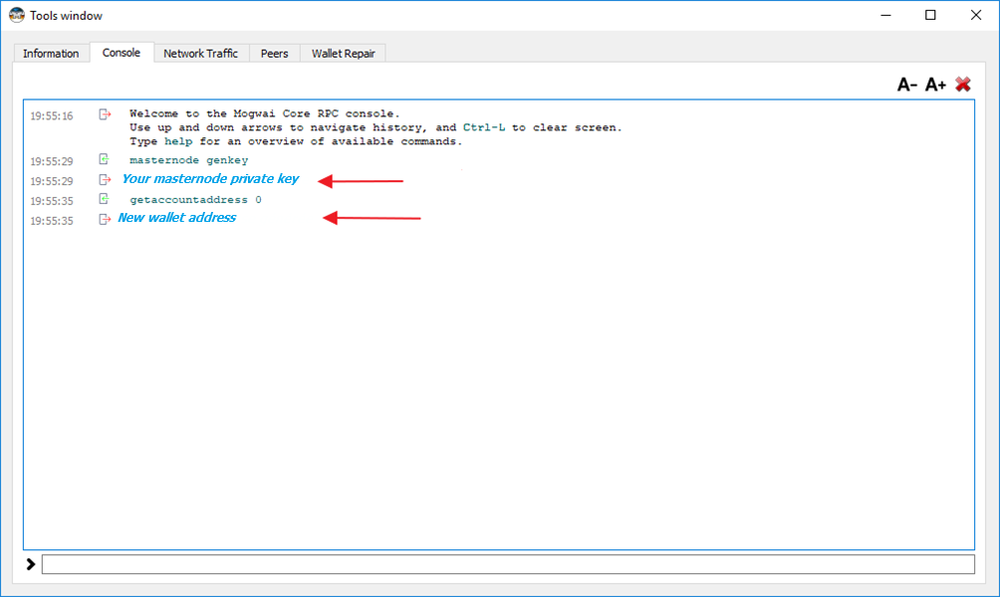 Tools window
Information Console Network Traffic Peers Wallet Repair
A- A+
19:55:16 Welcome to the Mogwai Core RPC console.
Use up and down arrows to navigate history, and Ctrl-L to clear screen.
Type help for an overview of available commands.
19:55:29 masternode genkey
19:55:29 Your masternode private key
19:55:35 getaccountaddress 0
19:55:35 New wallet address